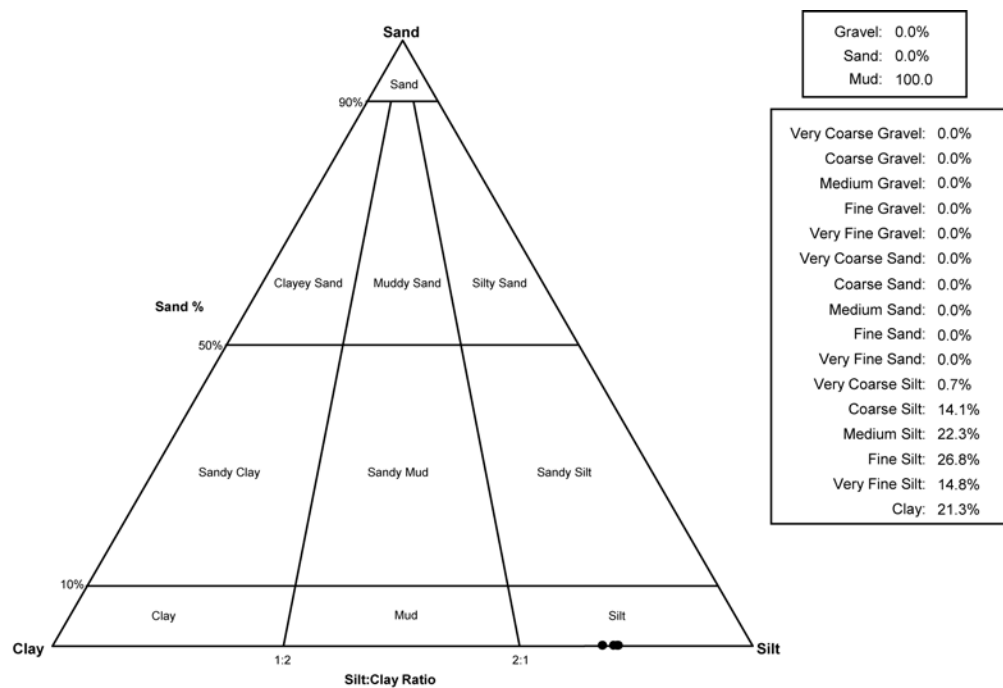 Sand
Sand
90%
Clayey Sand
Muddy Sand
Silty Sand
Sand %
50%
Sandy Clay
Sandy Mud
Sandy Silt
10%
Clay
Mud
Silt
Clay
Silt
1:2
2:1
Silt:Clay Ratio
Gravel: 0.0%
Sand: 0.0%
Mud: 100.0
Very Coarse Gravel: 0.0%
Coarse Gravel: 0.0%
Medium Gravel: 0.0%
Fine Gravel: 0.0%
Very Fine Gravel: 0.0%
Very Coarse Sand: 0.0%
Coarse Sand: 0.0%
Medium Sand: 0.0%
Fine Sand: 0.0%
Very Fine Sand: 0.0%
Very Coarse Silt: 0.7%
Coarse Silt: 14.1%
Medium Silt: 22.3%
Fine Silt: 26.8%
Very Fine Silt: 14.8%
Clay: 21.3%